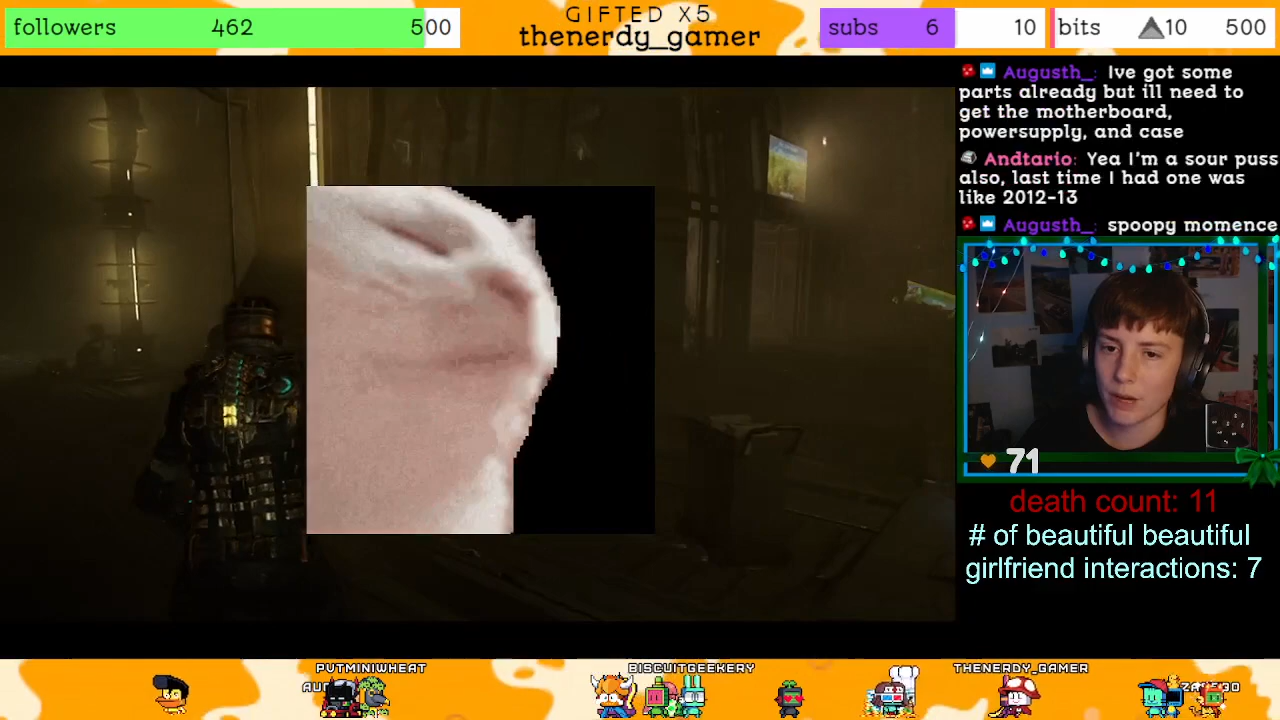 followers 462 500
GIFTED X5
thenerdy_gamer
subs 6 10
bits 10 500
Augusth_: Ive got some
parts already but ill need to
get the motherboard,
powersupply, and case
Andtario: Yea I'm a sour puss
also, last time I had one was
like 2012-13
Augusth_: spoopy momence
71
death count: 11
# of beautiful beautiful
girlfriend interactions: 7
PVTMINIWHEAT
BISCUITGEEKERY
THENERDY_GAMER